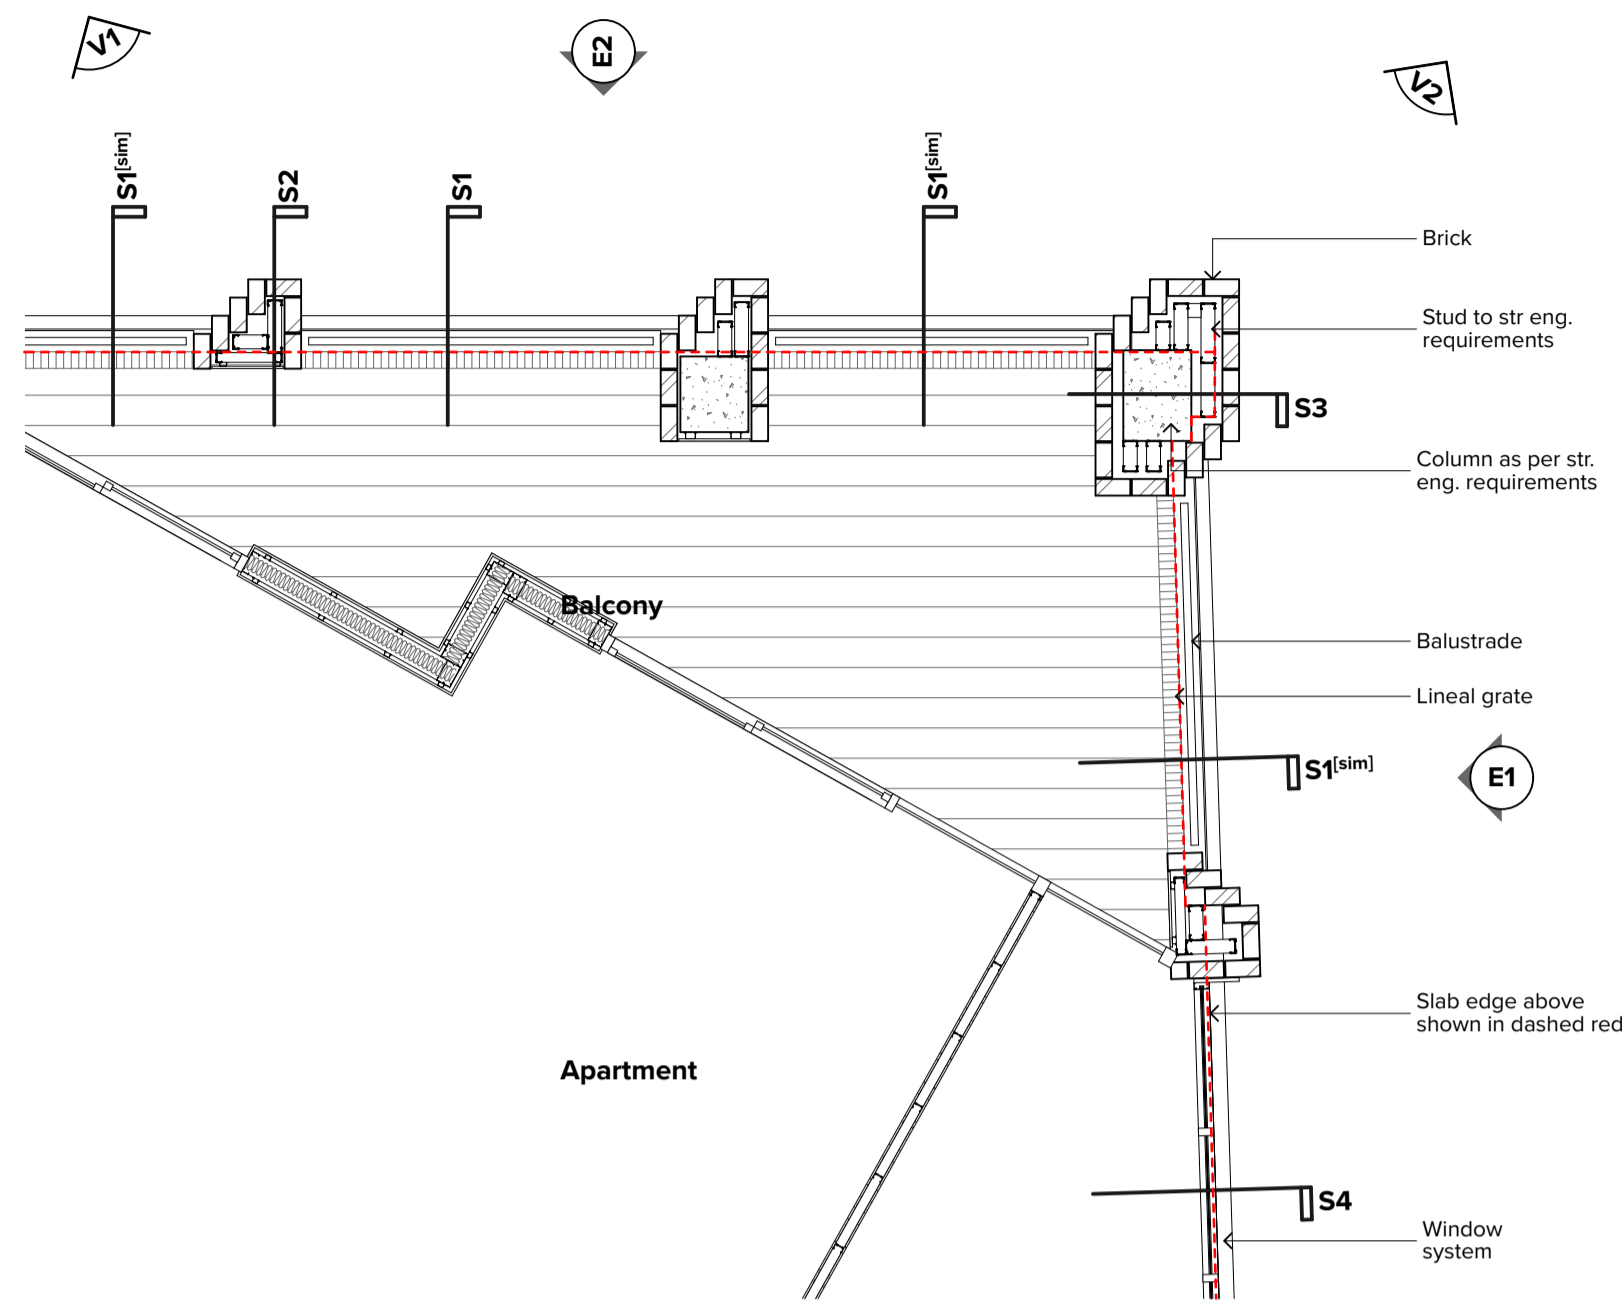 V1
E2
V2
S1[sim]
S2
S1
S1[sim]
Brick
Stud to str eng.
requirements
S3
Column as per str.
eng. requirements
Balcony
Balustrade
Lineal grate
S1[sim]
E1
Slab edge above
shown in dashed red
Apartment
S4
Window
system